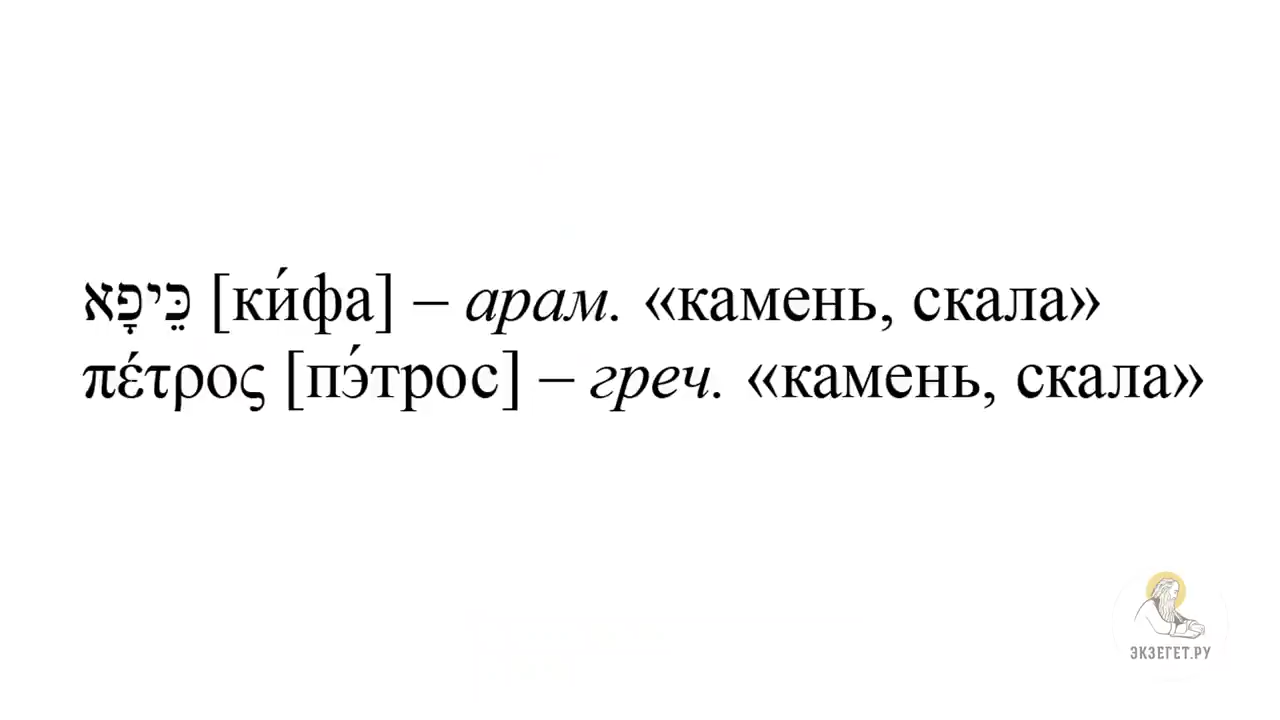 כֵּיפָא [ки́фа] – арам. «камень, скала»
πέτρος [пэ́трос] – греч. «камень, скала»
ЭКЗЕГЕТ.РУ